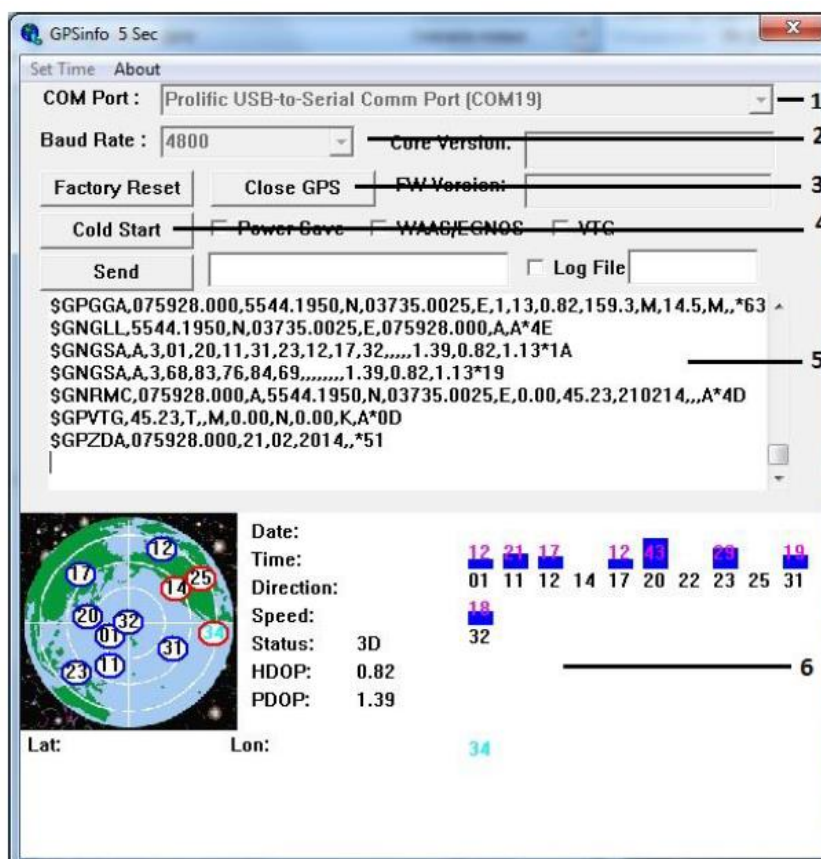 GPSinfo 5 Sec
Set Time About
COM Port : Prolific USB-to-Serial Comm Port (COM19) 1
Baud Rate : 4800 Core Version. 2
Factory Reset Close GPS FW Version: 3
Cold Start Power Save WAAS/EGNOS VTG 4
Send Log File
$GPGGA,075928.000,5544.1950,N,03735.0025,E,1,13,0.82,159.3,M,14.5,M,,*63
$GNGLL,5544.1950,N,03735.0025,E,075928.000,A,A*4E
$GNGSA,A,3,01,20,11,31,23,12,17,32,,,,,1.39,0.82,1.13*1A
5
$GNGSA,A,3,68,83,76,84,69,,,,,,,,1.39,0.82,1.13*19
$GNRMC,075928.000,A,5544.1950,N,03735.0025,E,0.00,45.23,210214,,,A*4D
$GPVTG,45.23,T,,M,0.00,N,0.00,K,A*0D
$GPZDA,075928.000,21,02,2014,,*51
12
17
25
14
20
32
01
34
31
11
23
Date:
Time:
Direction:
Speed:
Status: 3D
HDOP: 0.82
PDOP: 1.39
12 21 17 12 43 29 19
01 11 12 14 17 20 22 23 25 31
18
32
6
Lat: Lon: 34